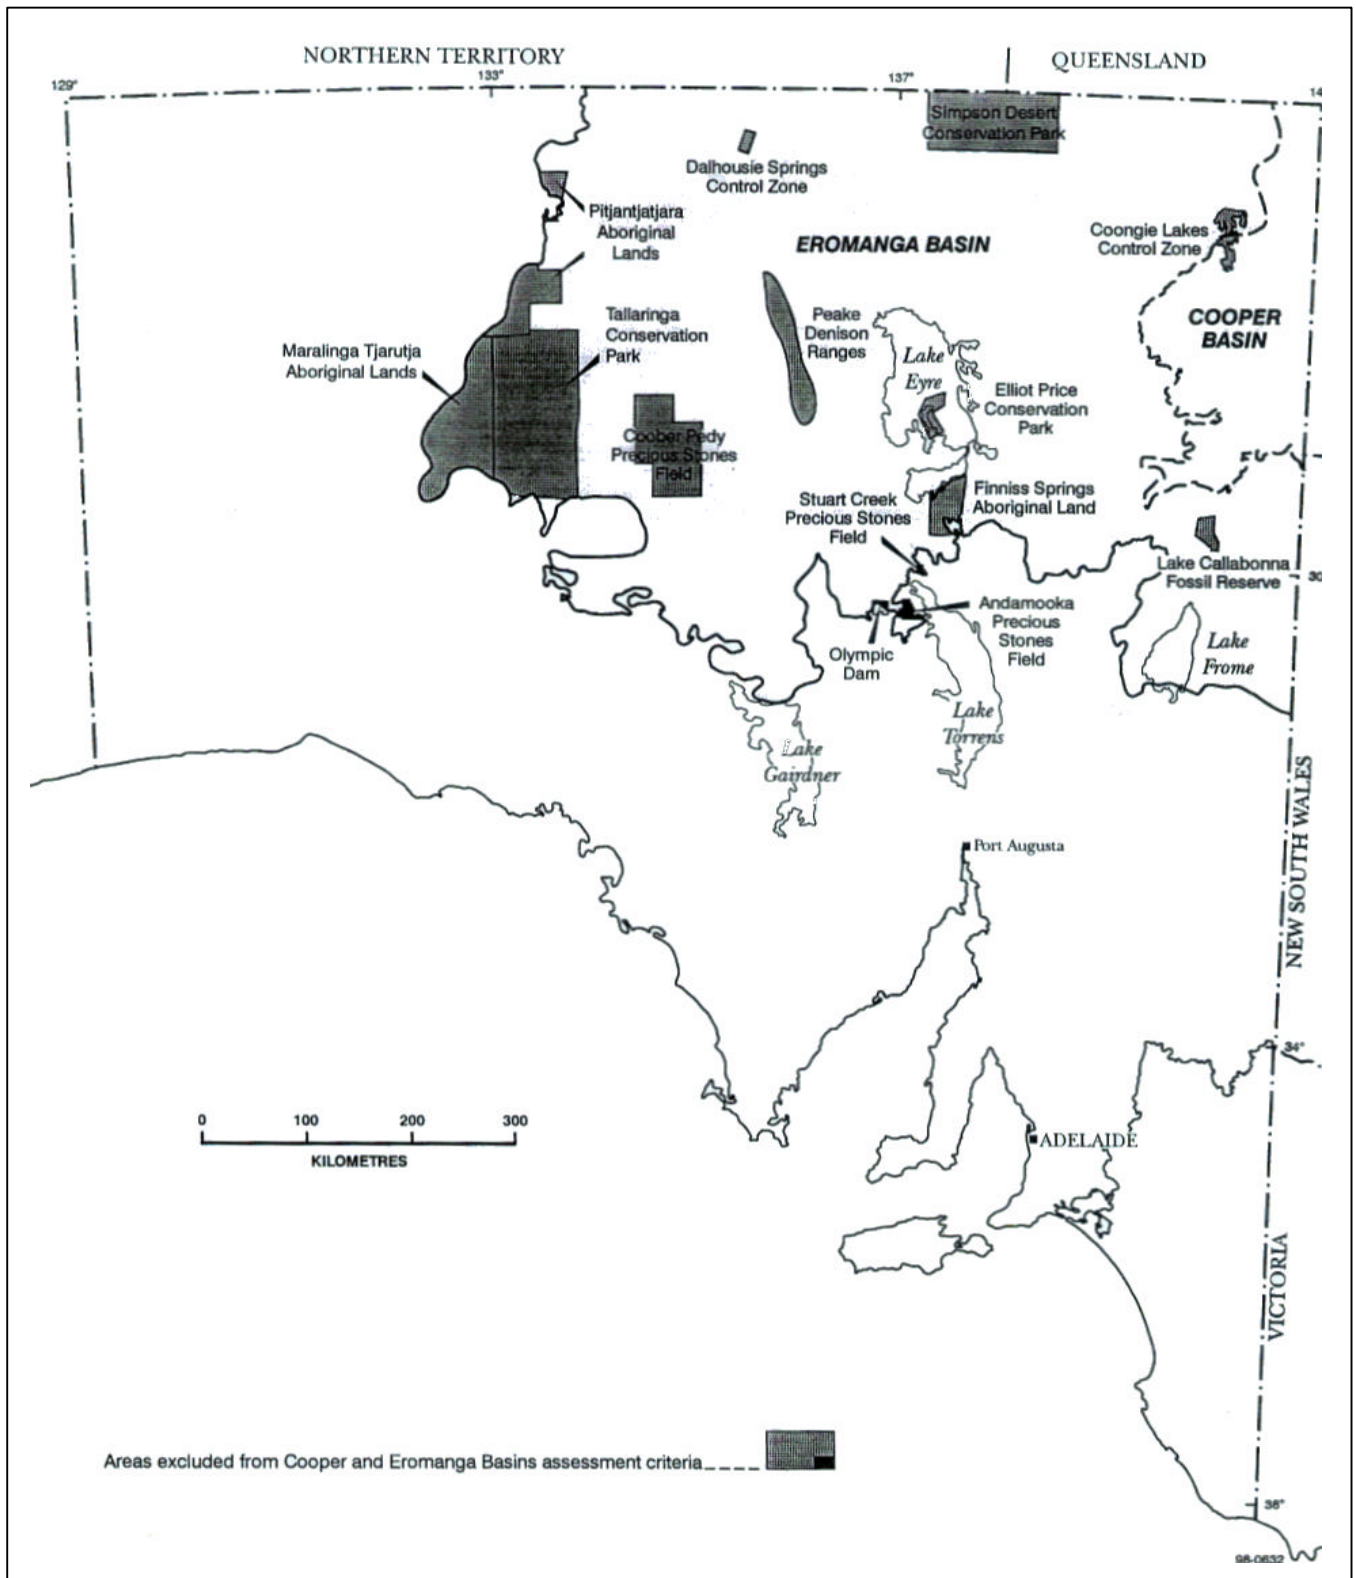 NORTHERN TERRITORY
QUEENSLAND
129°
133°
137°
14
Simpson Desert
Conservation Park
Dalhousie Springs
Control Zone
Pitjantjatjara
Aboriginal
Lands
EROMANGA BASIN
Coongie Lakes
Control Zone
COOPER
BASIN
Tallaringa
Conservation
Park
Peake
Denison
Ranges
Lake
Eyre
Maralinga Tjarutja
Aboriginal Lands
Elliot Price
Conservation
Park
Coober Pedy
Precious Stones
Field
Stuart Creek
Precious Stones
Field
Finniss Springs
Aboriginal Land
Lake Callabonna
Fossil Reserve
30
Andamooka
Precious
Stones
Field
Olympic
Dam
Lake
Frome
Lake
Torrens
Lake
Gairdner
NEW SOUTH WALES
Port Augusta
34°
0 100 200 300
KILOMETRES
ADELAIDE
VICTORIA
Areas excluded from Cooper and Eromanga Basins assessment criteria
38°
98-0632